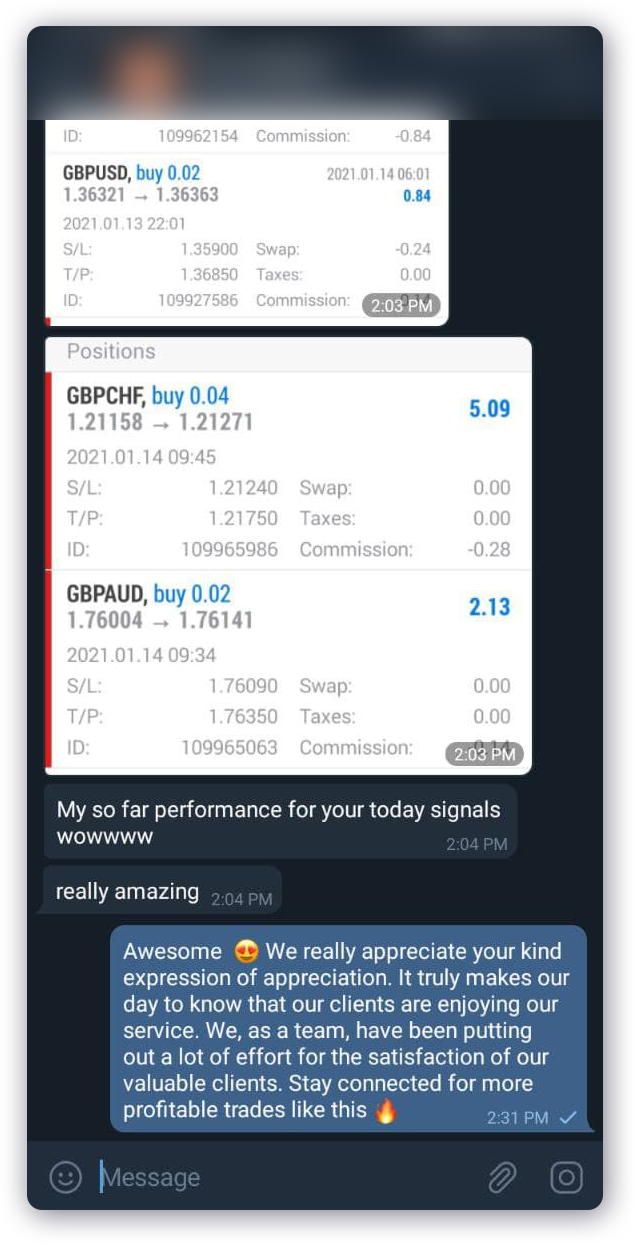 ID: 109962154 Commission: -0.84
GBPUSD, buy 0.02 2021.01.14 06:01
1.36321 → 1.36363 0.84
2021.01.13 22:01
S/L: 1.35900 Swap: -0.24
T/P: 1.36850 Taxes: 0.00
ID: 109927586 Commission:
2:03 PM
Positions
GBPCHF, buy 0.04 5.09
1.21158 → 1.21271
2021.01.14 09:45
S/L: 1.21240 Swap: 0.00
T/P: 1.21750 Taxes: 0.00
ID: 109965986 Commission: -0.28
GBPAUD, buy 0.02 2.13
1.76004 → 1.76141
2021.01.14 09:34
S/L: 1.76090 Swap: 0.00
T/P: 1.76350 Taxes: 0.00
ID: 109965063 Commission:
2:03 PM
My so far performance for your today signals
wowwww
2:04 PM
really amazing 2:04 PM
Awesome 😍 We really appreciate your kind
expression of appreciation. It truly makes our
day to know that our clients are enjoying our
service. We, as a team, have been putting
out a lot of effort for the satisfaction of our
valuable clients. Stay connected for more
profitable trades like this 🔥
2:31 PM
Message